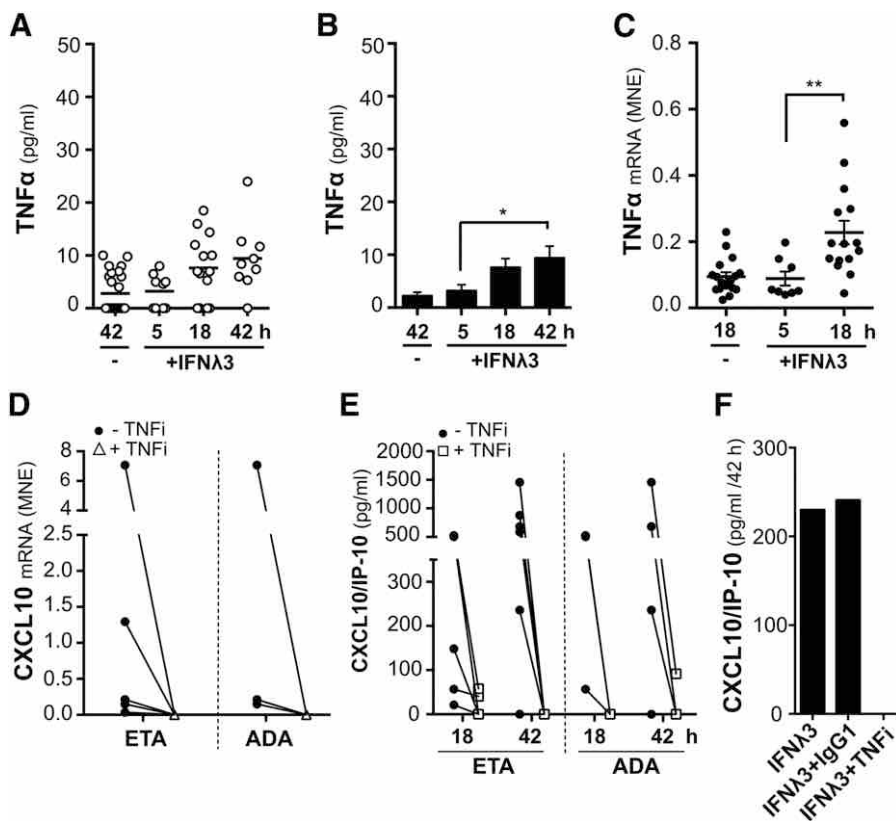 A
TNFα (pg/ml)
50
40
30
20
10
0
42 5 18 42 h
- +IFNλ3
B
TNFα (pg/ml)
50
40
30
20
10
0
*
42 5 18 42 h
- +IFNλ3
C
TNFα mRNA (MNE)
0.8
0.6
0.4
0.2
0.0
**
18 5 18 h
- +IFNλ3
D
- TNFi
+ TNFi
CXCL10 mRNA (MNE)
8
6
4
2.5
2.0
1.5
1.0
0.5
0.0
ETA ADA
E
- TNFi
+ TNFi
CXCL10/IP-10 (pg/ml)
2000
1500
1000
500
300
200
100
50
0
18 42 18 42 h
ETA ADA
F
CXCL10/IP-10 (pg/ml /42 h)
300
200
100
0
IFNλ3
IFNλ3+IgG1
IFNλ3+TNFi